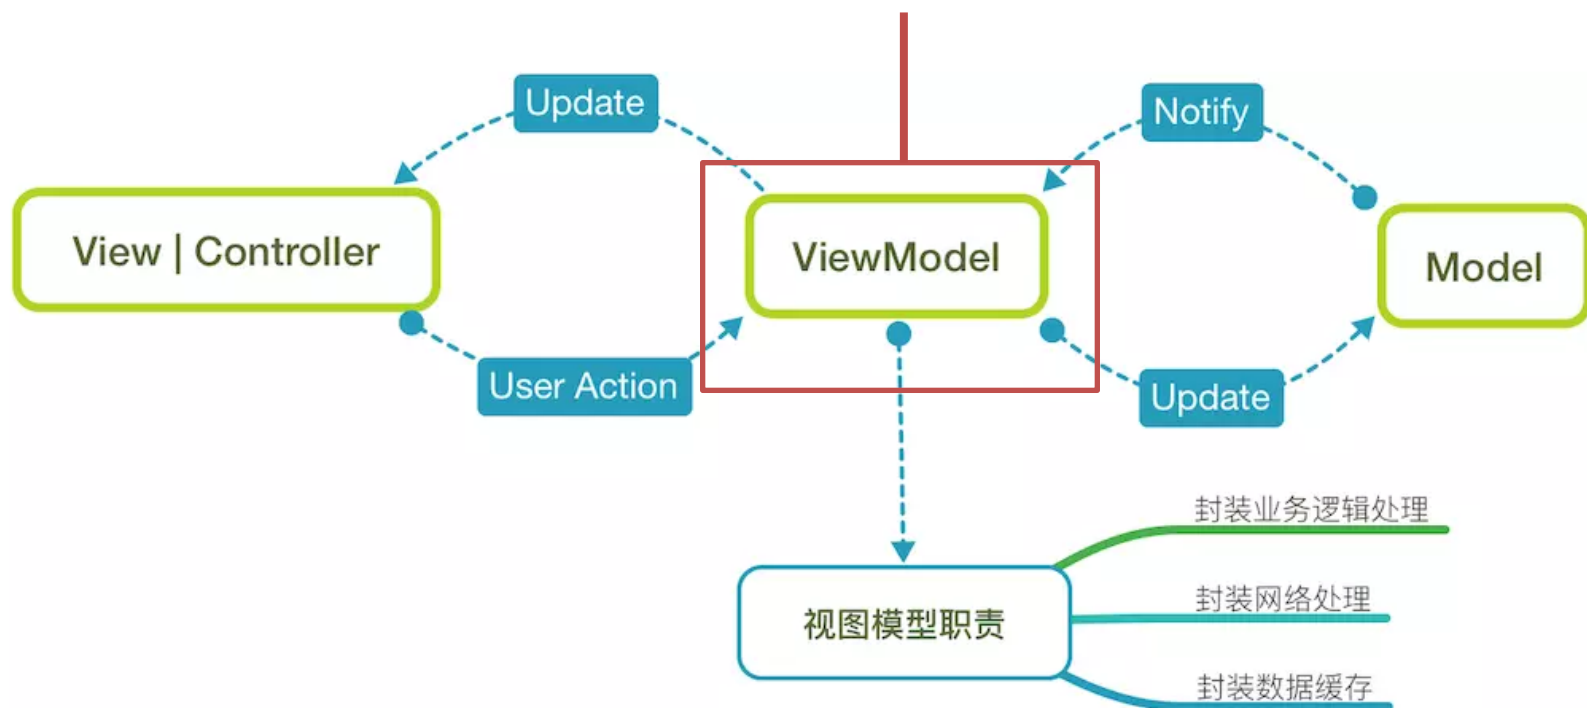 Update
Notify
View | Controller
ViewModel
Model
User Action
Update
封装业务逻辑处理
封装网络处理
视图模型职责
封装数据缓存